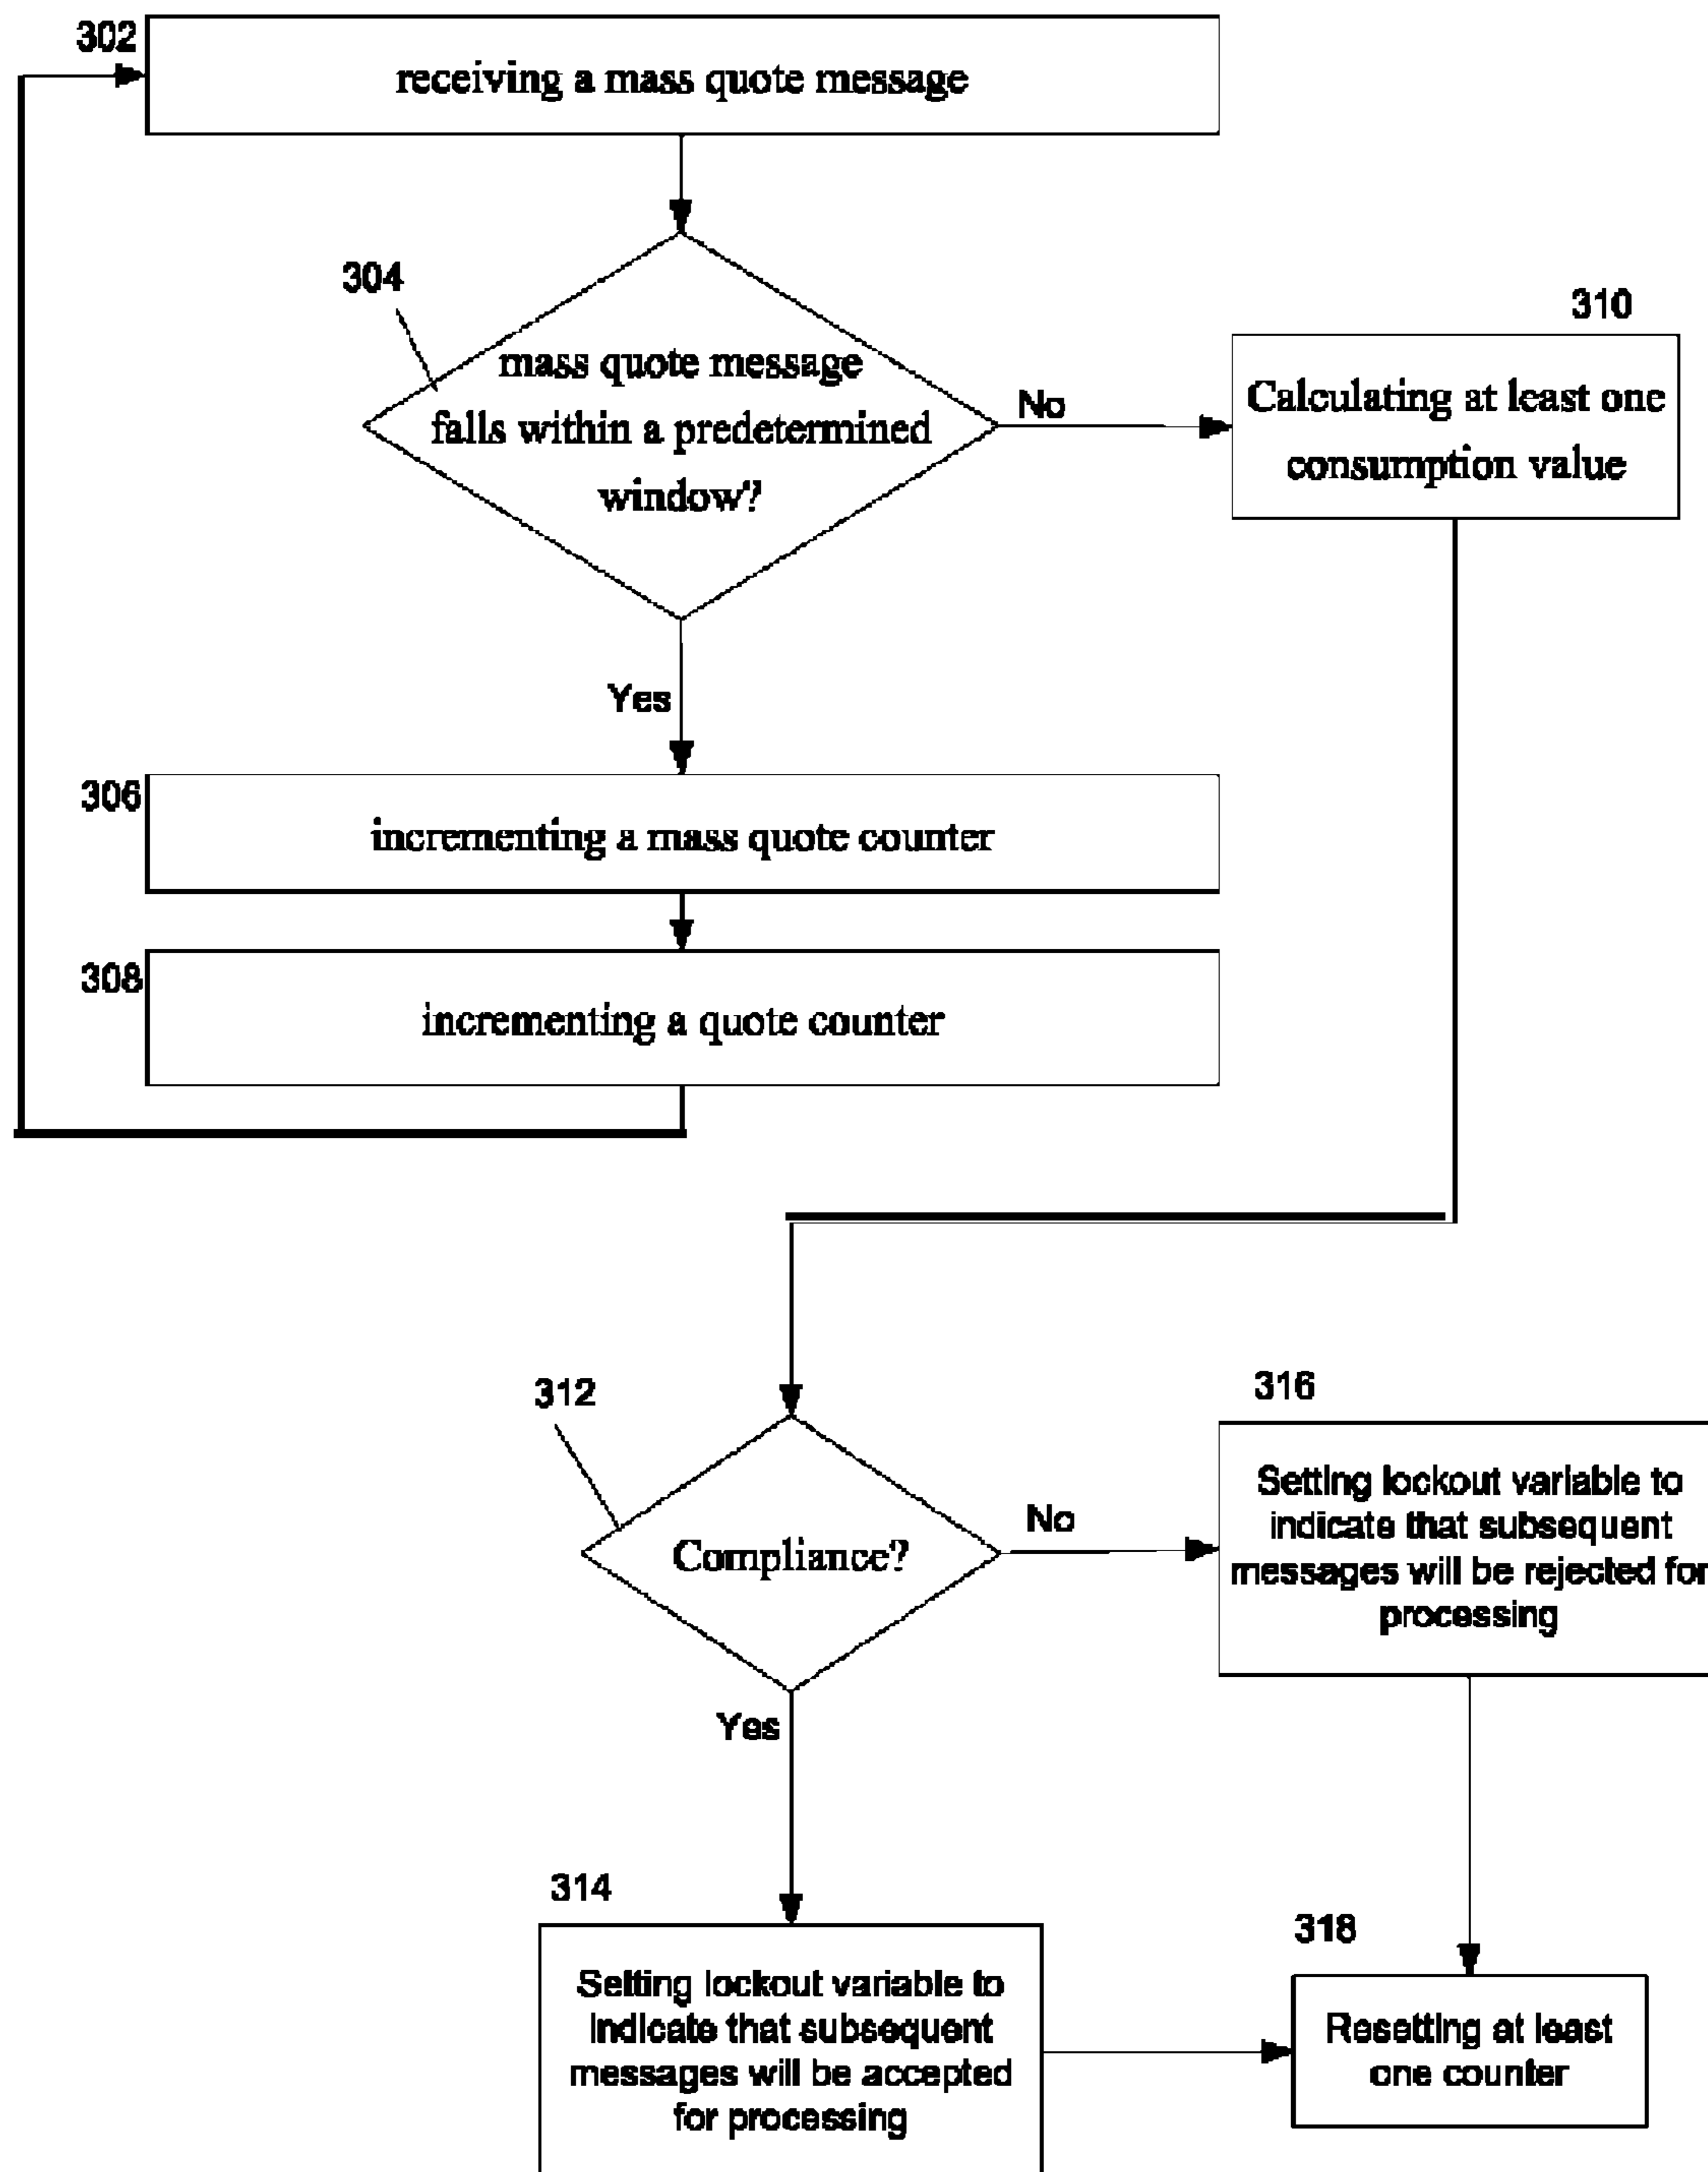 302
receiving a mass quote message
304
mass quote message
falls within a predetermined
window?
No
310
Calculating at least one
consumption value
Yes
306
incrementing a mass quote counter
308
incrementing a quote counter
312
Compliance?
No
316
Setting lockout variable to
indicate that subsequent
messages will be rejected for
processing
Yes
314
Setting lockout variable to
indicate that subsequent
messages will be accepted
for processing
318
Resetting at least
one counter